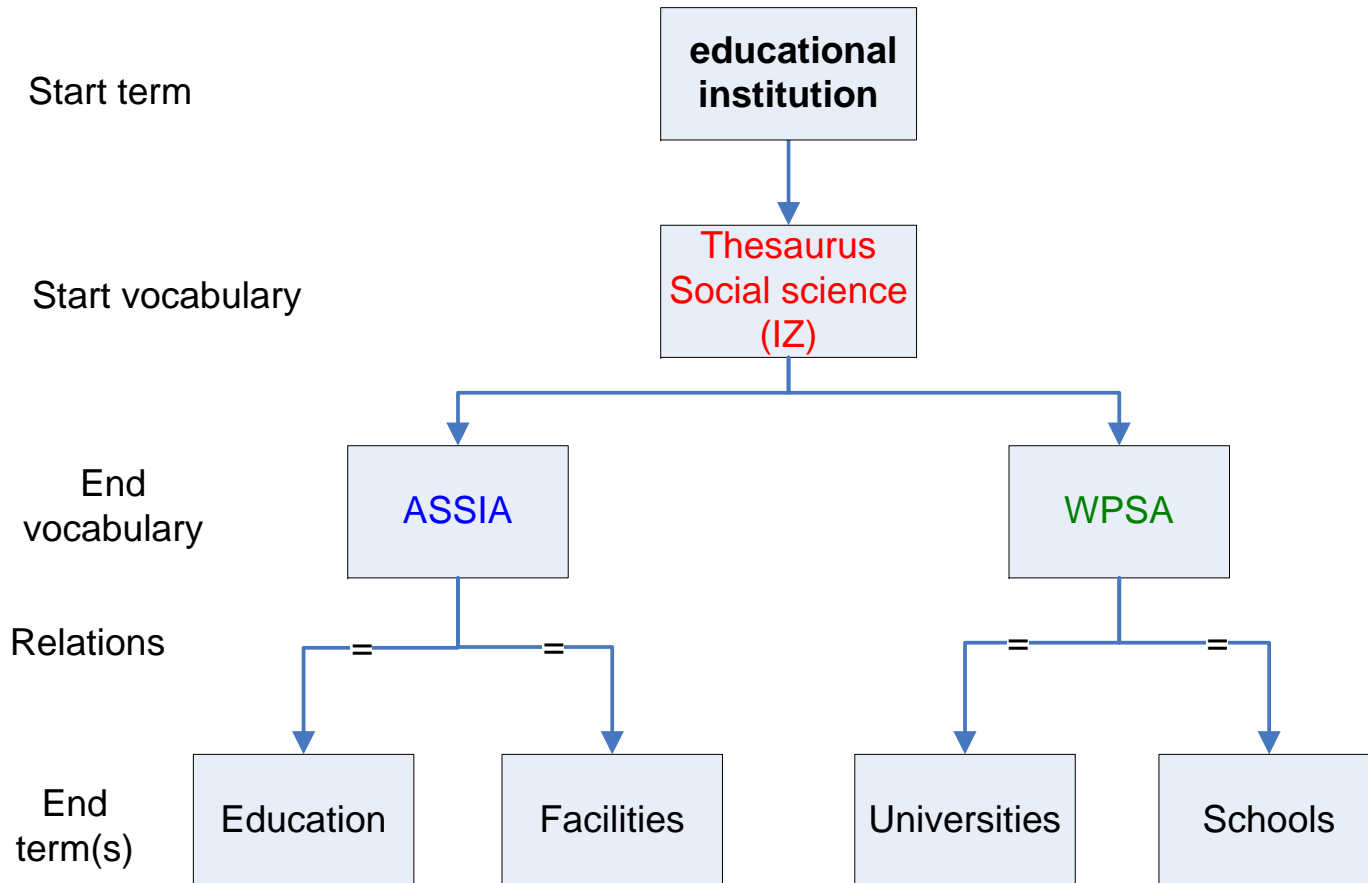 educational
institution
Start term
Thesaurus
Social science
(IZ)
Start vocabulary
End
vocabulary
ASSIA
WPSA
Relations
= = = =
End
term(s)
Education Facilities Universities Schools